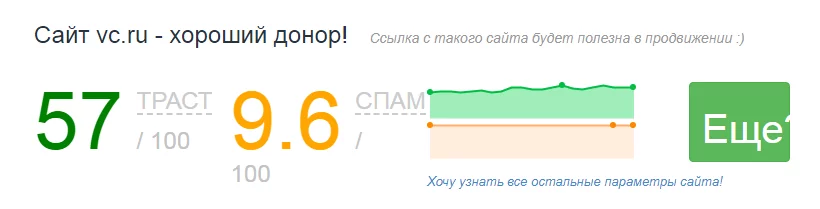 Сайт vc.ru - хороший донор! Ссылка с такого сайта будет полезна в продвижении :)
57 ТРАСТ / 100
9.6 СПАМ / 100
Еще?
Хочу узнать все остальные параметры сайта!